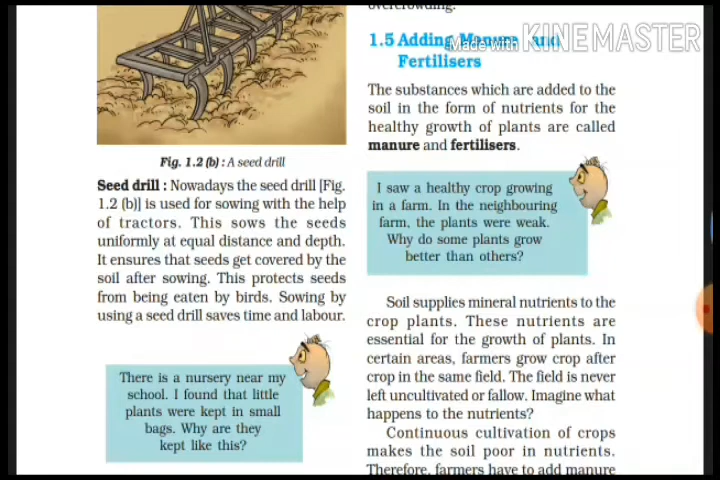 Fig. 1.2 (b) : A seed drill
Seed drill : Nowadays the seed drill [Fig.
1.2 (b)] is used for sowing with the help
of tractors. This sows the seeds
uniformly at equal distance and depth.
It ensures that seeds get covered by the
soil after sowing. This protects seeds
from being eaten by birds. Sowing by
using a seed drill saves time and labour.
There is a nursery near my
school. I found that little
plants were kept in small
bags. Why are they
kept like this?
overcrowding.
1.5 Adding Manure and
Fertilisers
Made with KINEMASTER
The substances which are added to the
soil in the form of nutrients for the
healthy growth of plants are called
manure and fertilisers.
I saw a healthy crop growing
in a farm. In the neighbouring
farm, the plants were weak.
Why do some plants grow
better than others?
Soil supplies mineral nutrients to the
crop plants. These nutrients are
essential for the growth of plants. In
certain areas, farmers grow crop after
crop in the same field. The field is never
left uncultivated or fallow. Imagine what
happens to the nutrients?
Continuous cultivation of crops
makes the soil poor in nutrients.
Therefore, farmers have to add manure